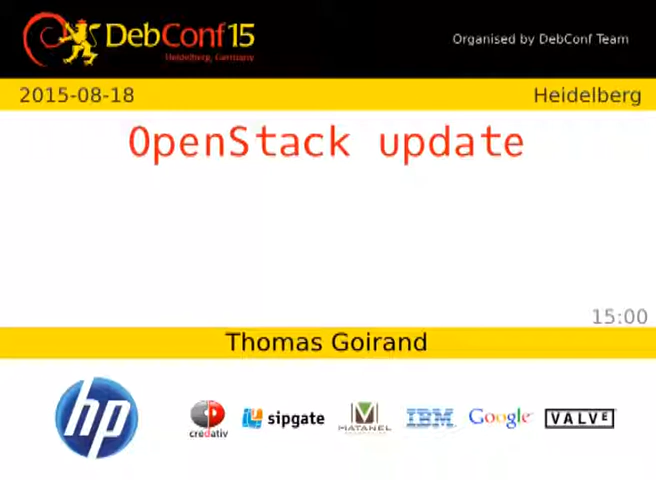 DebConf15
Heidelberg, Germany
Organised by DebConf Team
2015-08-18
Heidelberg
OpenStack update
15:00
Thomas Goirand
hp
credativ
sipgate
MATANEL
IBM
Google
VALVE